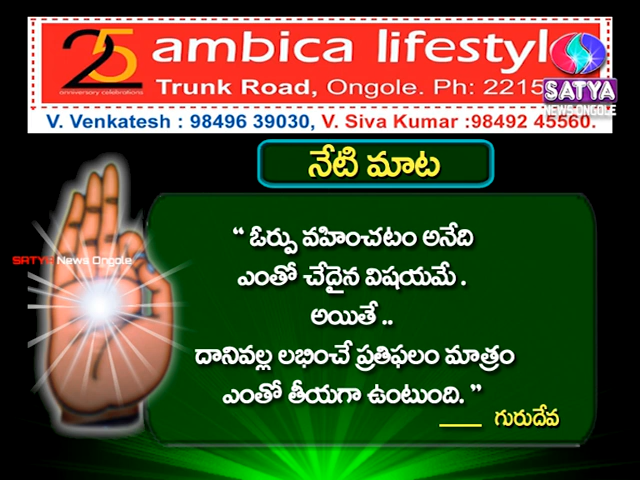 25 ambica lifestyle
anniversary celebrations
Trunk Road, Ongole. Ph: 2215
SATYA
NEWS ONGOLE
V. Venkatesh : 98496 39030, V. Siva Kumar :98492 45560.
నేటి మాట
SATYA News Ongole
“ ఓర్పు వహించటం అనేది
ఎంతో చేదైన విషయమే .
అయితే ..
దానివల్ల లభించే ప్రతిఫలం మాత్రం
ఎంతో తీయగా ఉంటుంది. ”
___ గురుదేవ